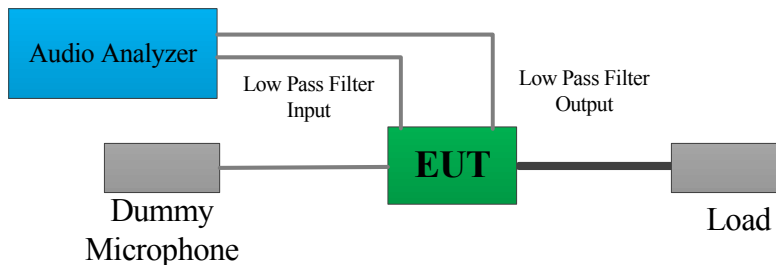 Audio Analyzer
Low Pass Filter
Input
Low Pass Filter
Output
EUT
Dummy
Microphone
Load